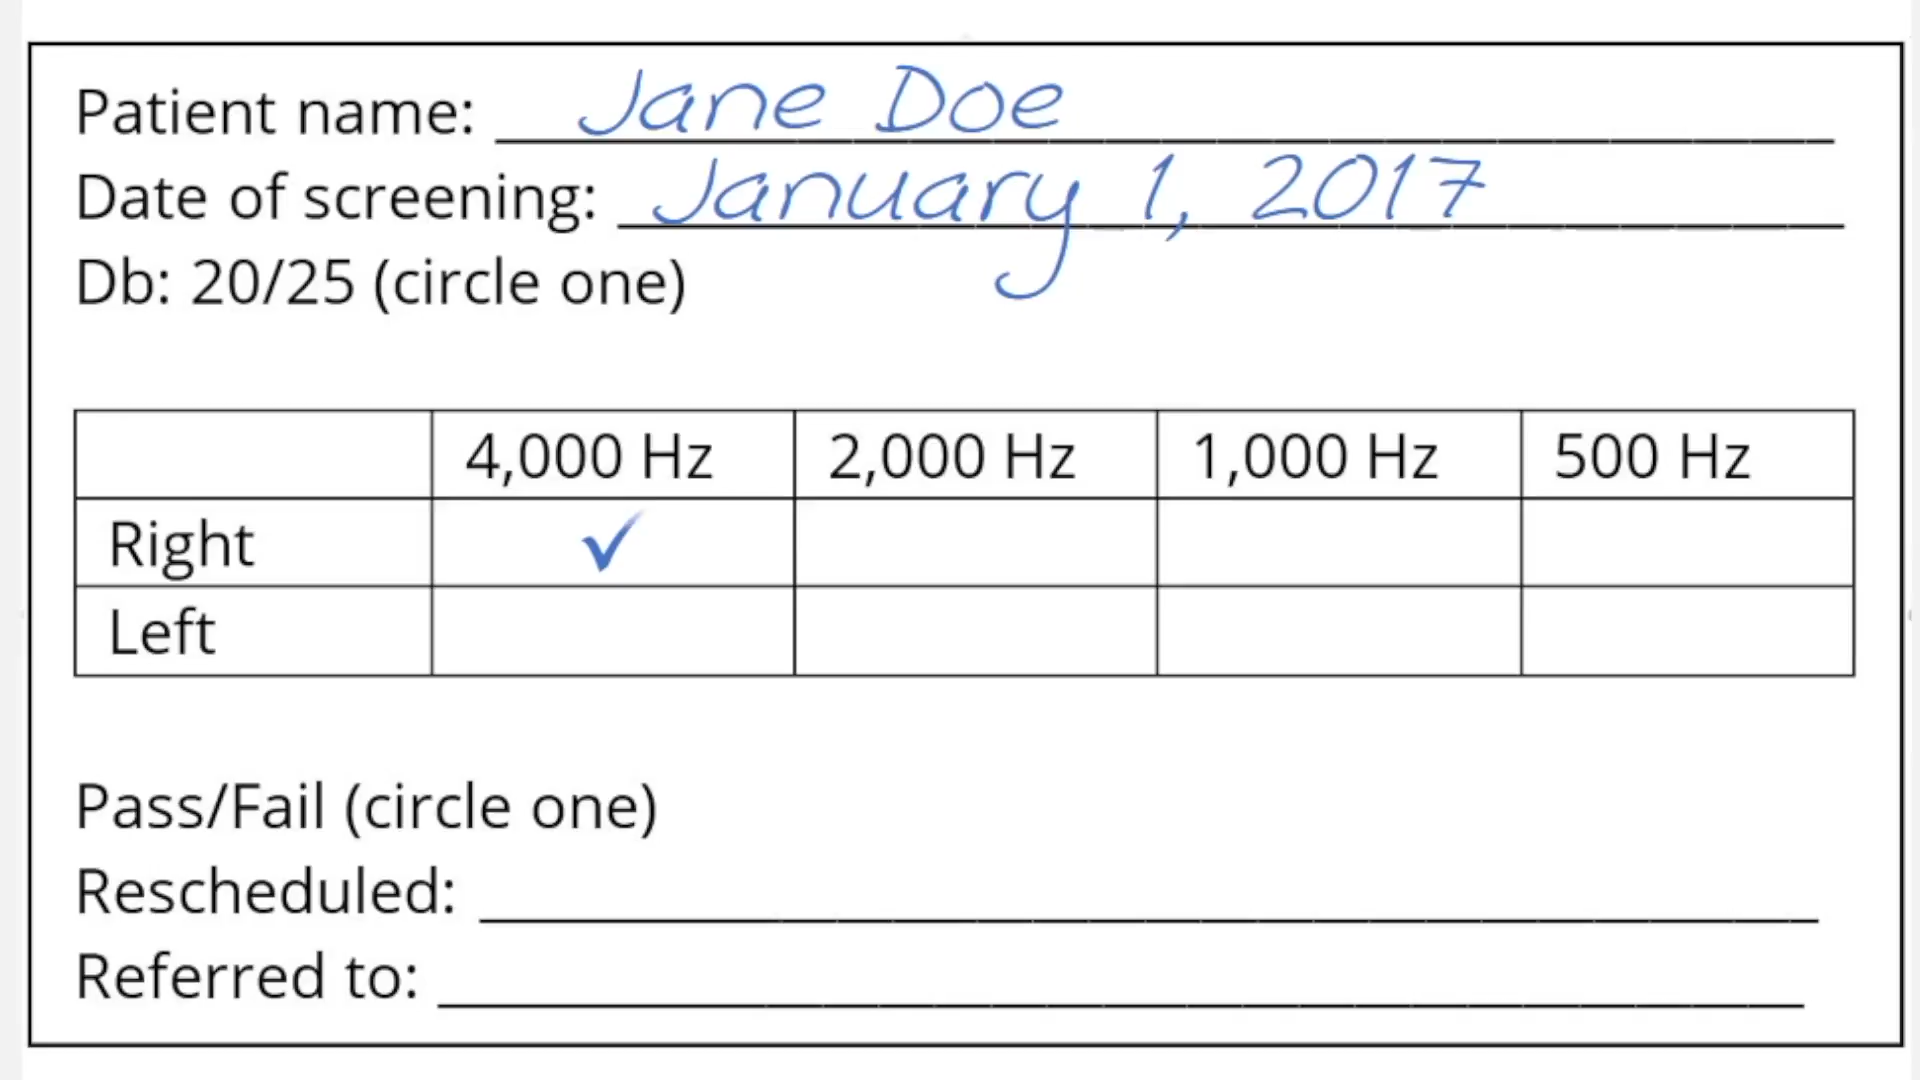 Patient name: Jane Doe
Date of screening: January 1, 2017
Db: 20/25 (circle one)
4,000 Hz 2,000 Hz 1,000 Hz 500 Hz
Right ✓
Left
Pass/Fail (circle one)
Rescheduled:
Referred to: